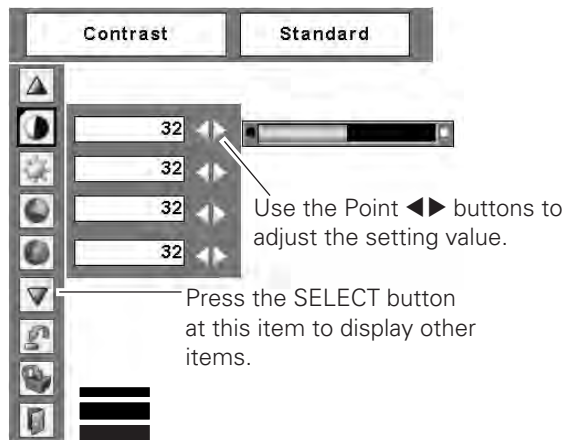 Contrast Standard
32
32
32
32
Use the Point ◀▶ buttons to
adjust the setting value.
Press the SELECT button
at this item to display other
items.